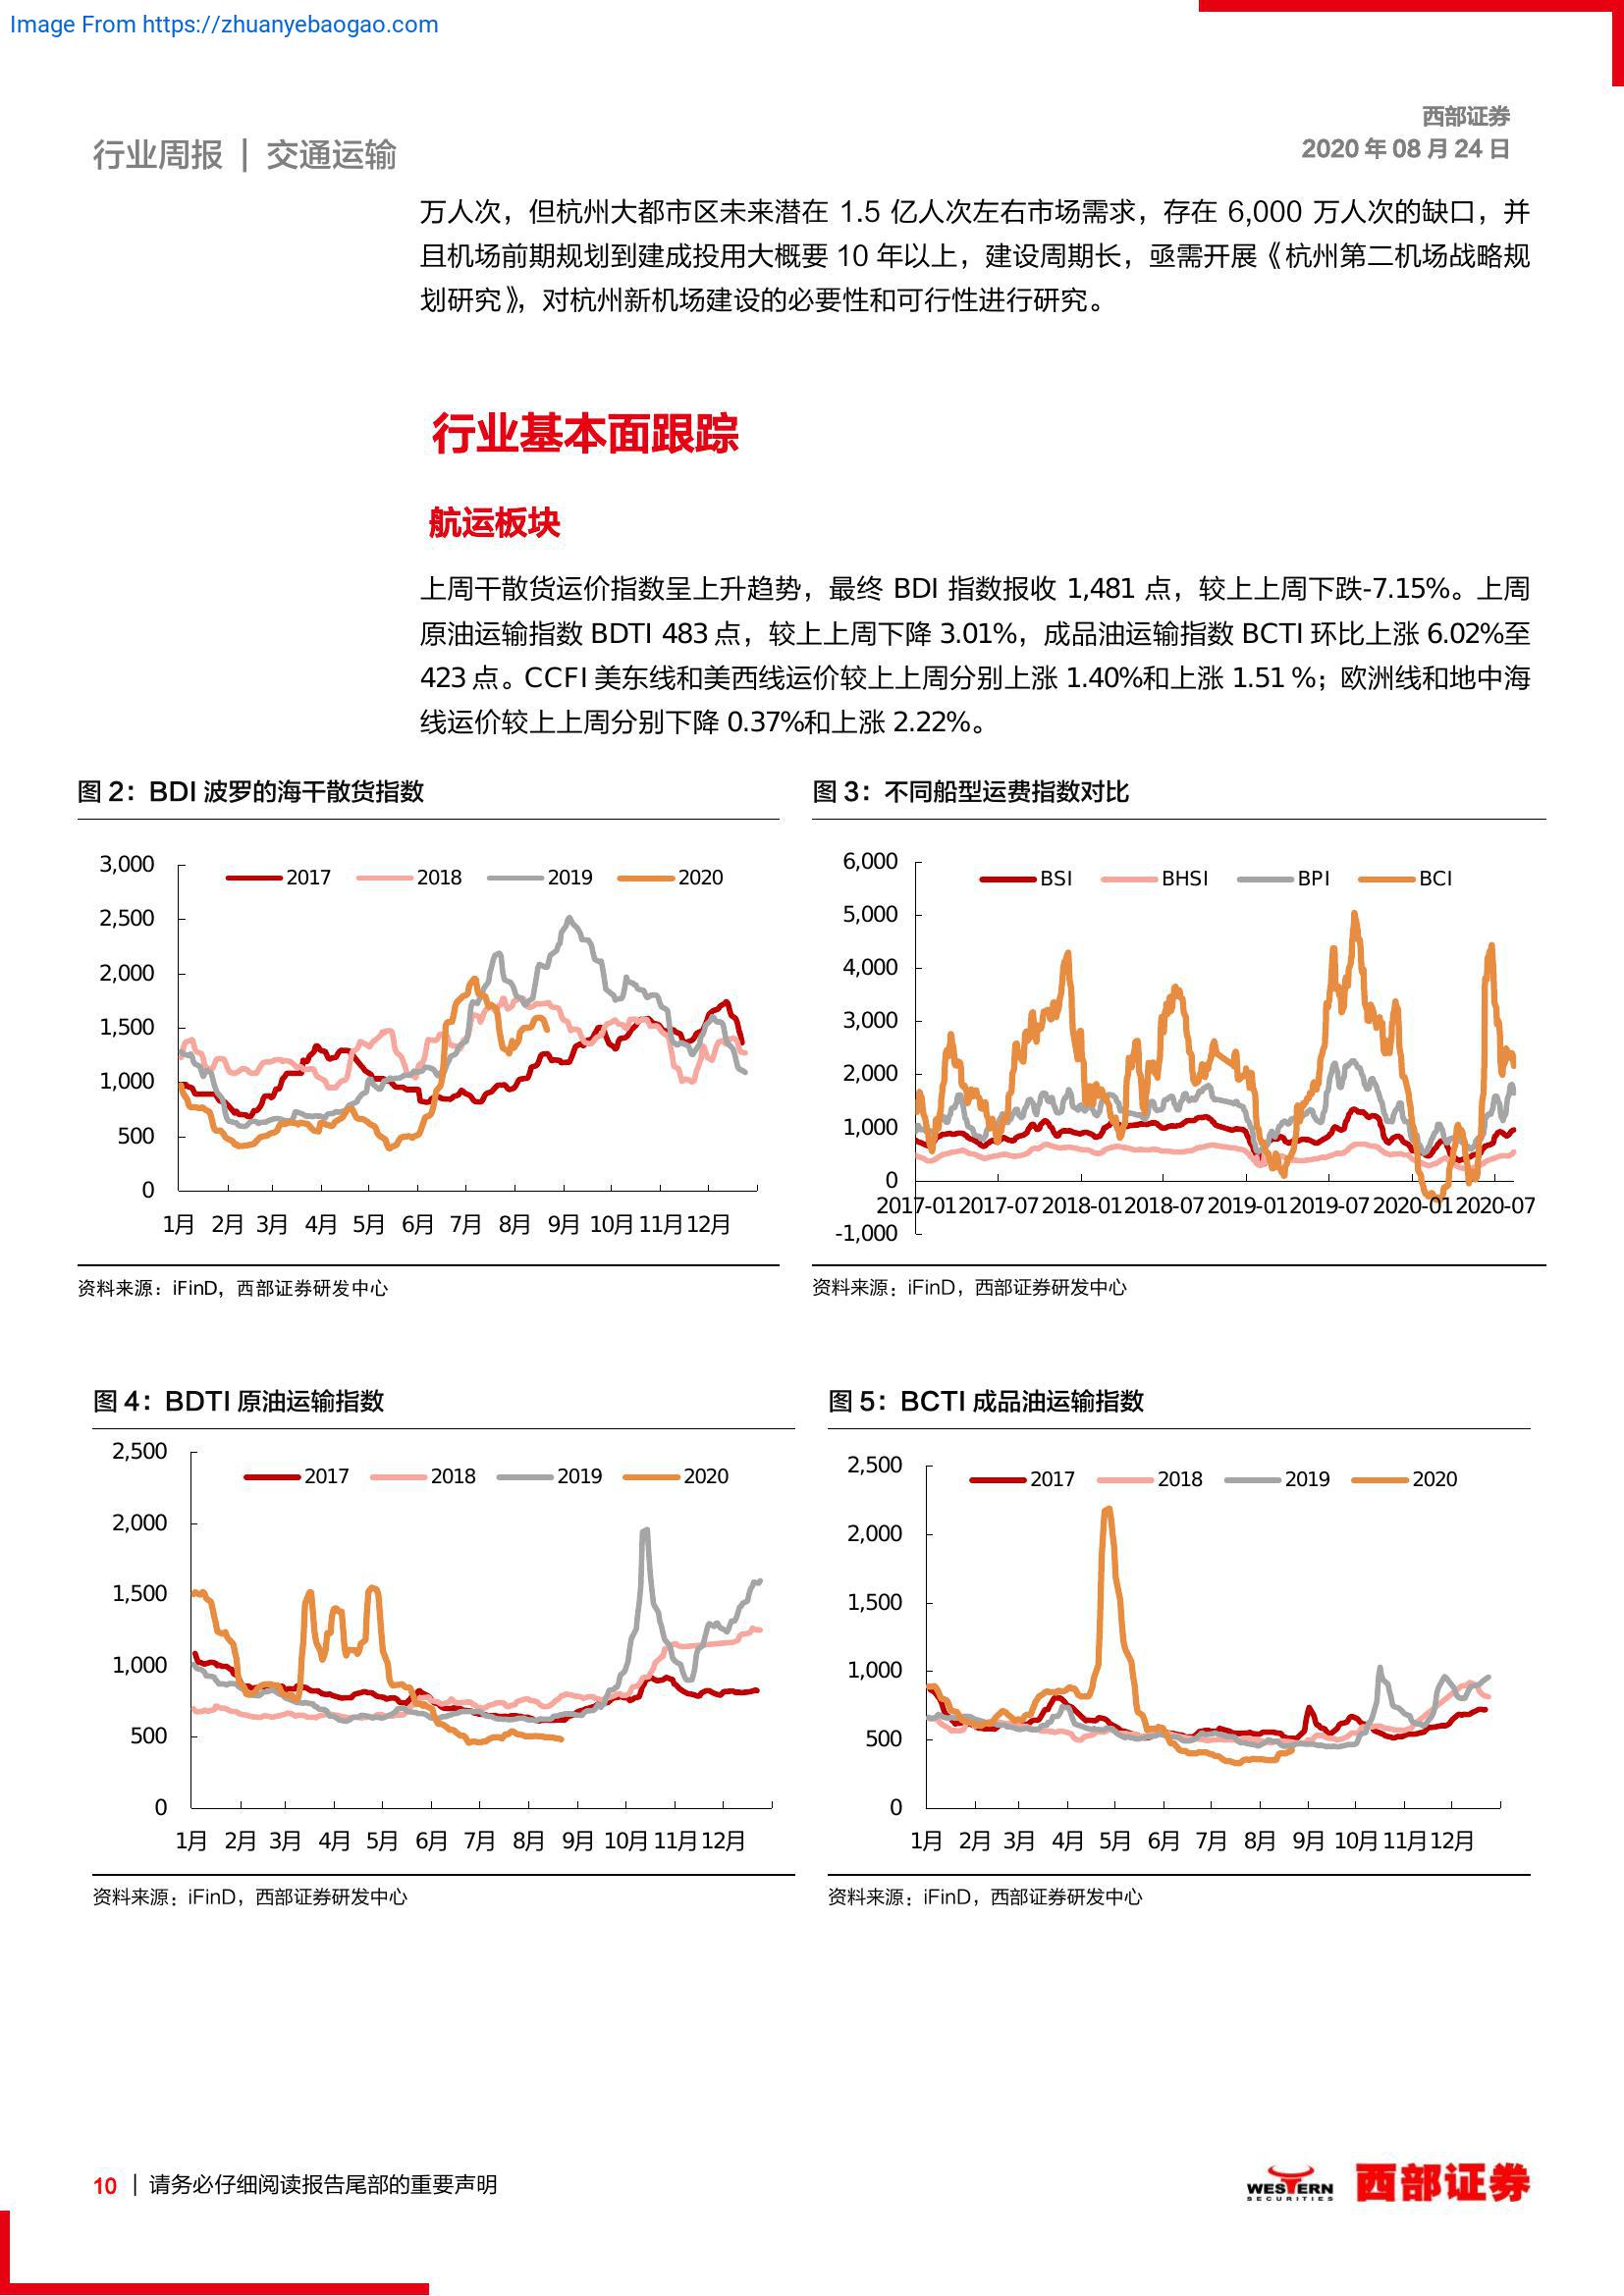 Image From https://zhuanyebaogao.com
西部证券
行业周报 | 交通运输
2020 年 08 月 24 日
万人次，但杭州大都市区未来潜在 1.5 亿人次左右市场需求，存在 6,000 万人次的缺口，并
且机场前期规划到建成投用大概要 10 年以上，建设周期长，亟需开展《杭州第二机场战略规
划研究》，对杭州新机场建设的必要性和可行性进行研究。
行业基本面跟踪
航运板块
上周干散货运价指数呈上升趋势，最终 BDI 指数报收 1,481 点，较上上周下跌-7.15%。上周
原油运输指数 BDTI 483 点，较上上周下降 3.01%，成品油运输指数 BCTI 环比上涨 6.02%至
423 点。CCFI 美东线和美西线运价较上上周分别上涨 1.40%和上涨 1.51 %；欧洲线和地中海
线运价较上上周分别下降 0.37%和上涨 2.22%。
图 2：BDI 波罗的海干散货指数
3,000
2,500
2,000
1,500
1,000
500
0
2017 2018 2019 2020
1月 2月 3月 4月 5月 6月 7月 8月 9月 10月 11月 12月
资料来源：iFinD，西部证券研发中心
图 3：不同船型运费指数对比
6,000
5,000
4,000
3,000
2,000
1,000
0
-1,000
BSI BHSI BPI BCI
2017-01 2017-07 2018-01 2018-07 2019-01 2019-07 2020-01 2020-07
资料来源：iFinD，西部证券研发中心
图 4：BDTI 原油运输指数
2,500
2,000
1,500
1,000
500
0
2017 2018 2019 2020
1月 2月 3月 4月 5月 6月 7月 8月 9月 10月 11月 12月
资料来源：iFinD，西部证券研发中心
图 5：BCTI 成品油运输指数
2,500
2,000
1,500
1,000
500
0
2017 2018 2019 2020
1月 2月 3月 4月 5月 6月 7月 8月 9月 10月 11月 12月
资料来源：iFinD，西部证券研发中心
10 | 请务必仔细阅读报告尾部的重要声明
WESTERN
SECURITIES
西部证券